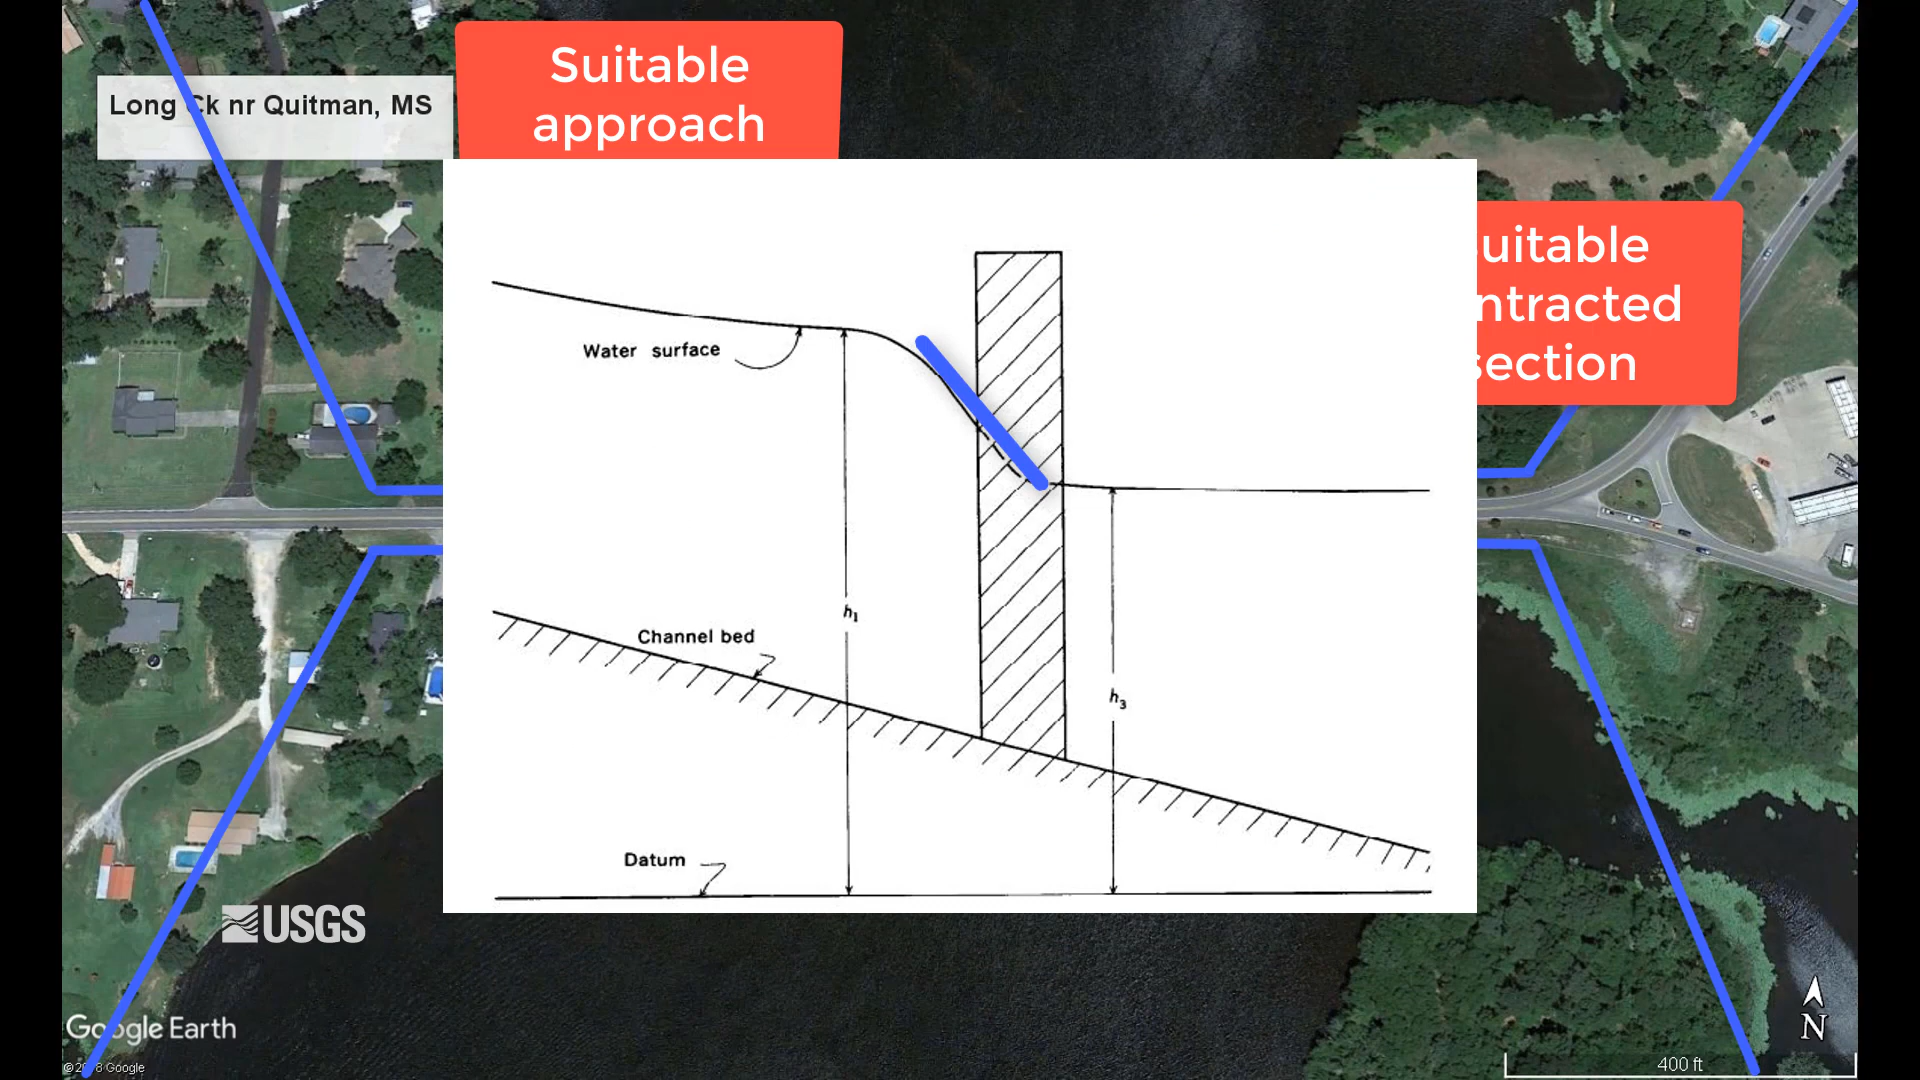 Suitable
approach
Long Ck nr Quitman, MS
uitable
ntracted
section
Water surface
h1
Channel bed
h3
Datum
USGS
Google Earth
© 2018 Google
N
400 ft